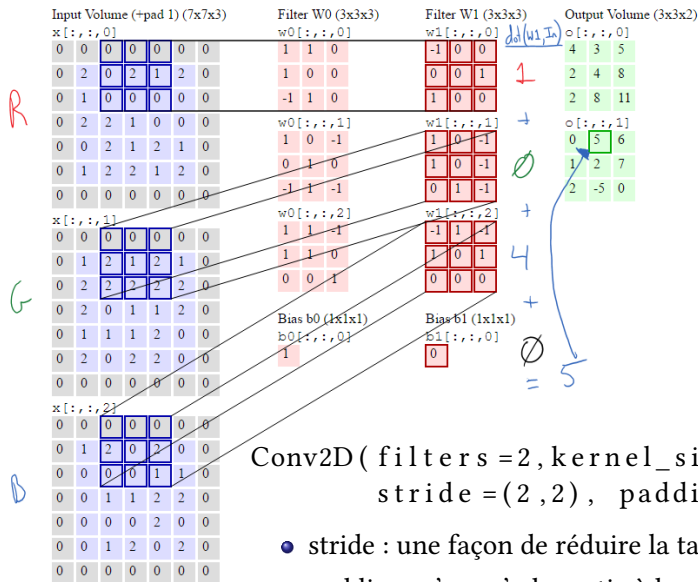 Input Volume (+pad 1) (7x7x3)
x[:,:,0]
0 0 0 0 0 0 0
0 2 0 2 1 2 0
0 1 0 0 0 0 0
0 2 2 1 0 0 0
0 0 2 1 1 2 0
0 1 2 2 1 2 0
0 0 0 0 0 0 0
R
x[:,:,1]
0 0 0 0 0 0 0
0 1 2 1 2 1 0
0 2 2 2 2 2 0
0 2 0 1 1 2 0
0 1 1 1 2 0 0
0 2 0 2 2 0 0
0 0 0 0 0 0 0
G
x[:,:,2]
0 0 0 0 0 0 0
0 1 2 0 2 0 0
0 0 0 0 1 1 0
0 0 1 1 2 2 0
0 0 0 0 2 0 0
0 0 1 2 0 2 0
0 0 0 0 0 0 0
B
Filter W0 (3x3x3)
w0[:,:,0]
1 1 0
1 0 0
-1 1 0
w0[:,:,1]
1 0 -1
0 1 0
-1 1 -1
w0[:,:,2]
1 1 -1
1 1 0
0 0 1
Bias b0 (1x1x1)
b0[:,:,0]
1
Filter W1 (3x3x3)
w1[:,:,0]
-1 0 0
0 0 1
1 0 0
w1[:,:,1]
1 0 -1
1 0 -1
0 1 -1
w1[:,:,2]
-1 1 -1
1 0 1
0 0 0
Bias b1 (1x1x1)
b1[:,:,0]
0
dot(W1,In)
1
+
0
+
4
+
0
= 5
Output Volume (3x3x2)
o[:,:,0]
4 3 5
2 4 8
2 8 11
o[:,:,1]
0 5 6
1 2 7
2 -5 0
Conv2D(filters=2,kernel_si
stride=(2,2), paddi
• stride : une façon de réduire la ta